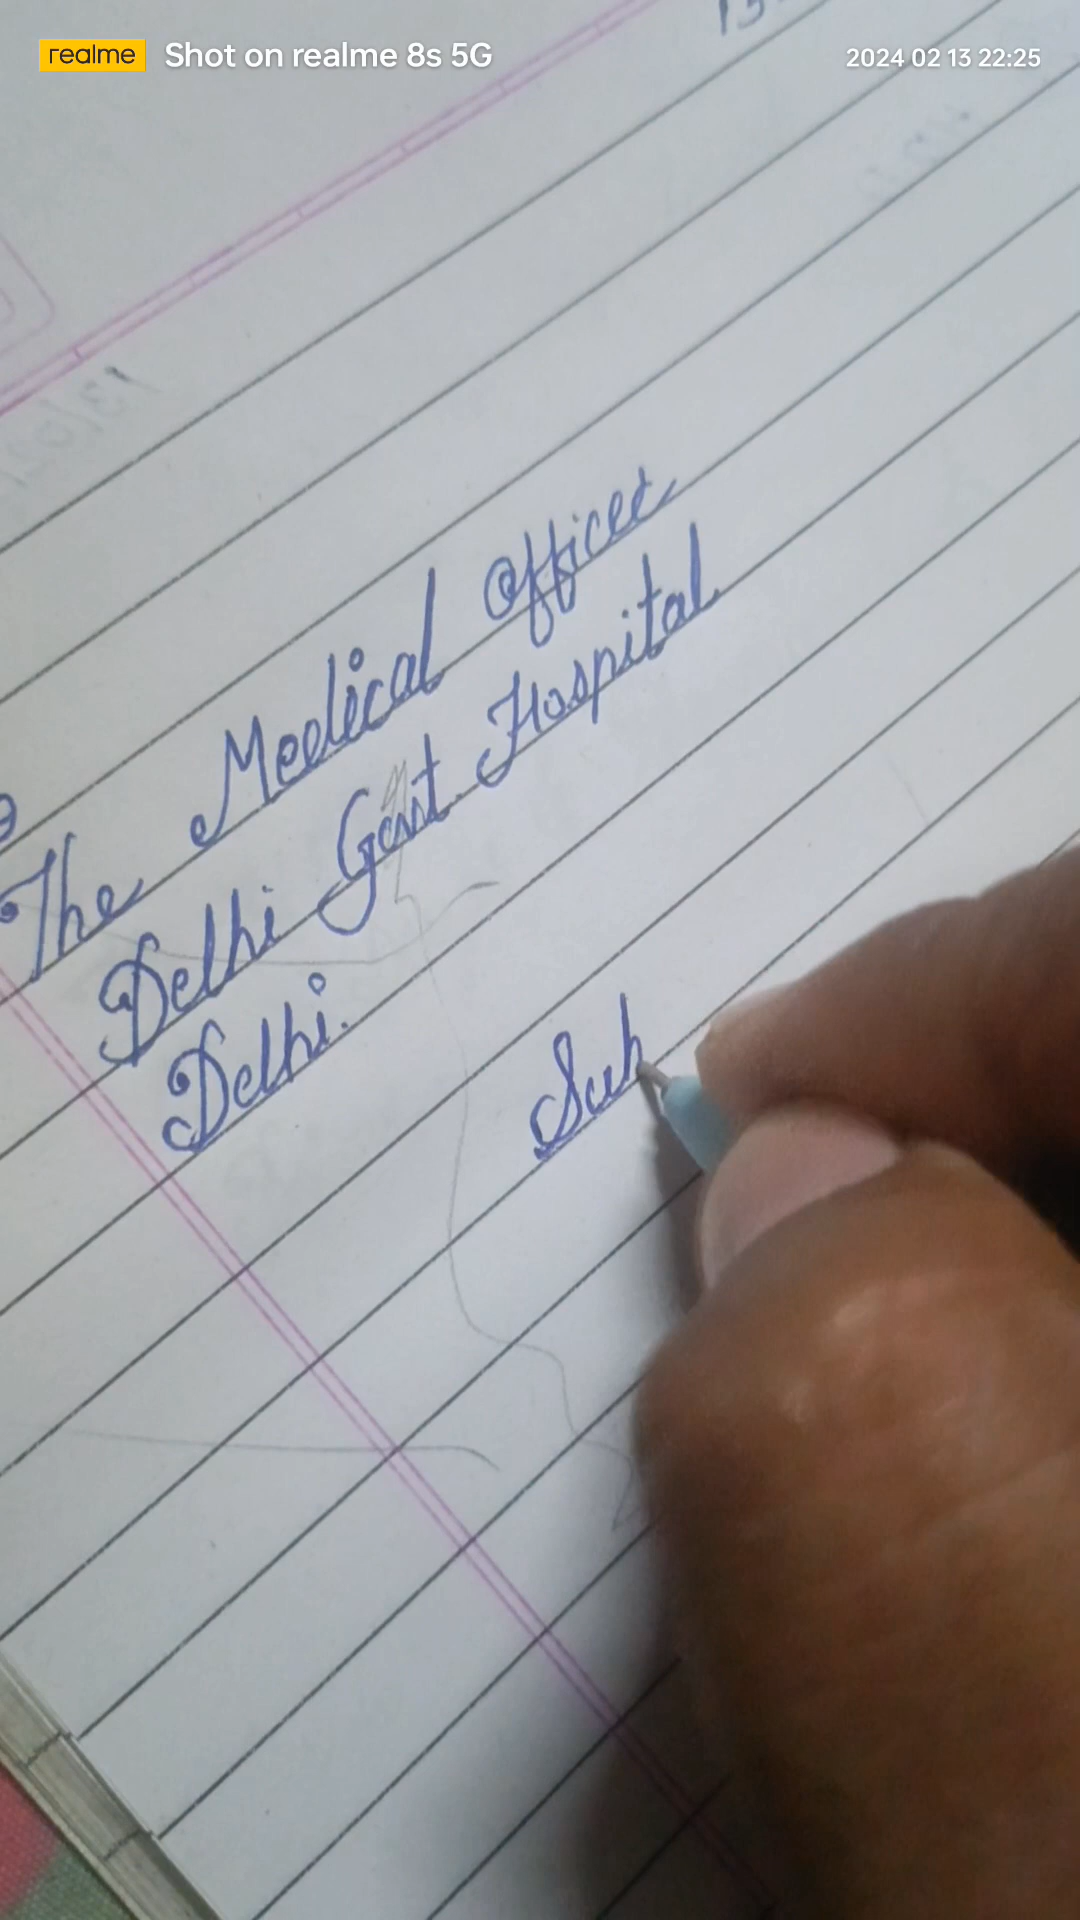 realme Shot on realme 8s 5G
2024 02 13 22:25
The Medical Officer
Delhi Govt Hospital
Delhi.
Sub